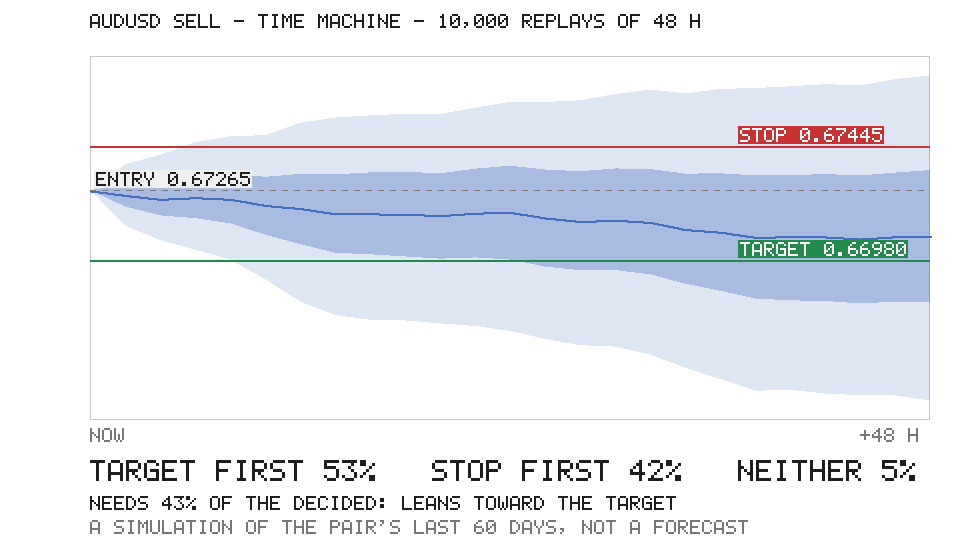 AUDUSD SELL - TIME MACHINE - 10,000 REPLAYS OF 48 H
STOP 0.67445
ENTRY 0.67265
TARGET 0.66980
NOW +48 H
TARGET FIRST 53% STOP FIRST 42% NEITHER 5%
NEEDS 43% OF THE DECIDED: LEANS TOWARD THE TARGET
A SIMULATION OF THE PAIR'S LAST 60 DAYS, NOT A FORECAST